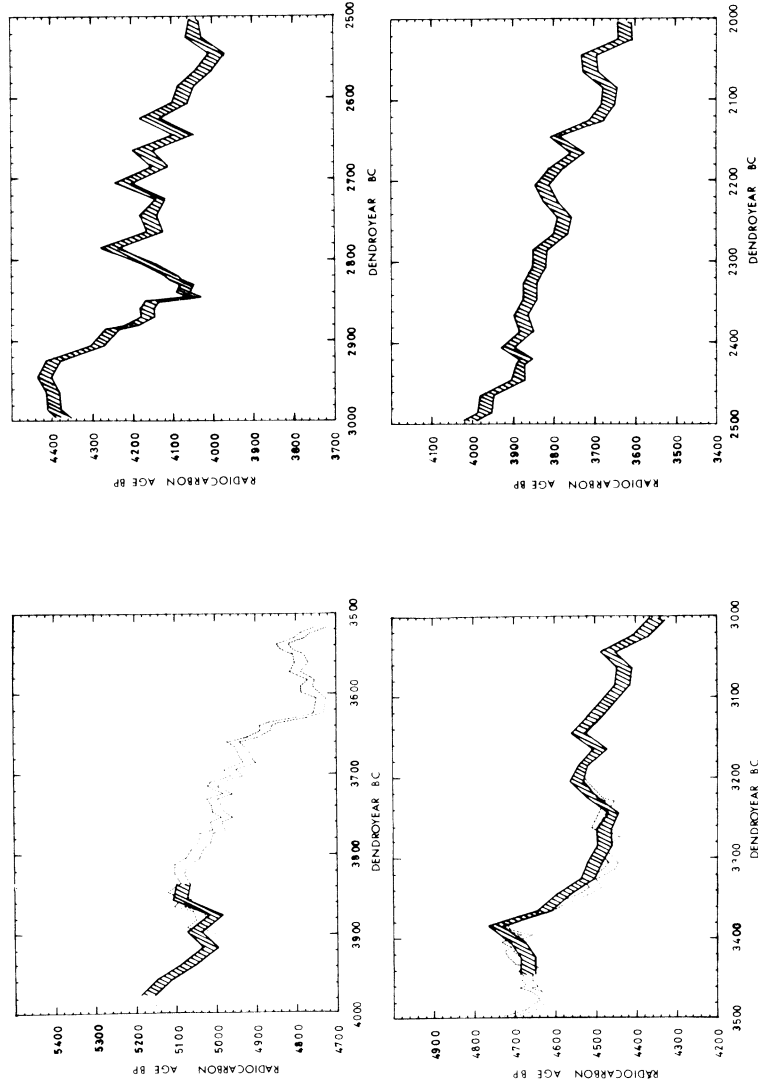 RADIOCARBON AGE BP
5400
5300
5200
5100
5000
4900
4800
4700
4000 3900 3800 3700 3600 3500
DENDROYEAR BC
RADIOCARBON AGE BP
4900
4800
4700
4600
4500
4400
4300
4200
3500 3400 3300 3200 3100 3000
DENDROYEAR BC
RADIOCARBON AGE BP
4400
4300
4200
4100
4000
3900
3800
3700
3000 2900 2800 2700 2600 2500
DENDROYEAR BC
RADIOCARBON AGE BP
4100
4000
3900
3800
3700
3600
3500
3400
2500 2400 2300 2200 2100 2000
DENDROYEAR BC